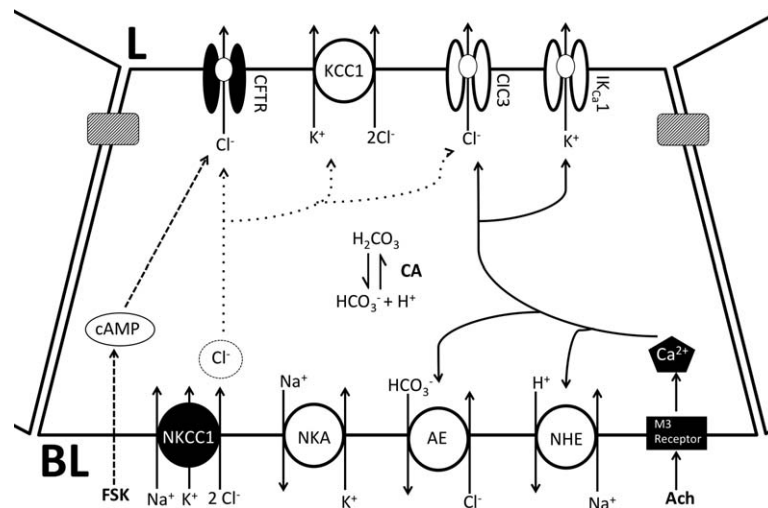 L
CFTR
KCC1
ClC3
IKCa1
Cl-
K+
2Cl-
Cl-
K+
H2CO3
CA
HCO3- + H+
cAMP
Cl-
Ca2+
Na+
HCO3-
H+
NKCC1
NKA
AE
NHE
M3
Receptor
BL
FSK
Na+ K+ 2 Cl-
K+
Cl-
Na+
Ach